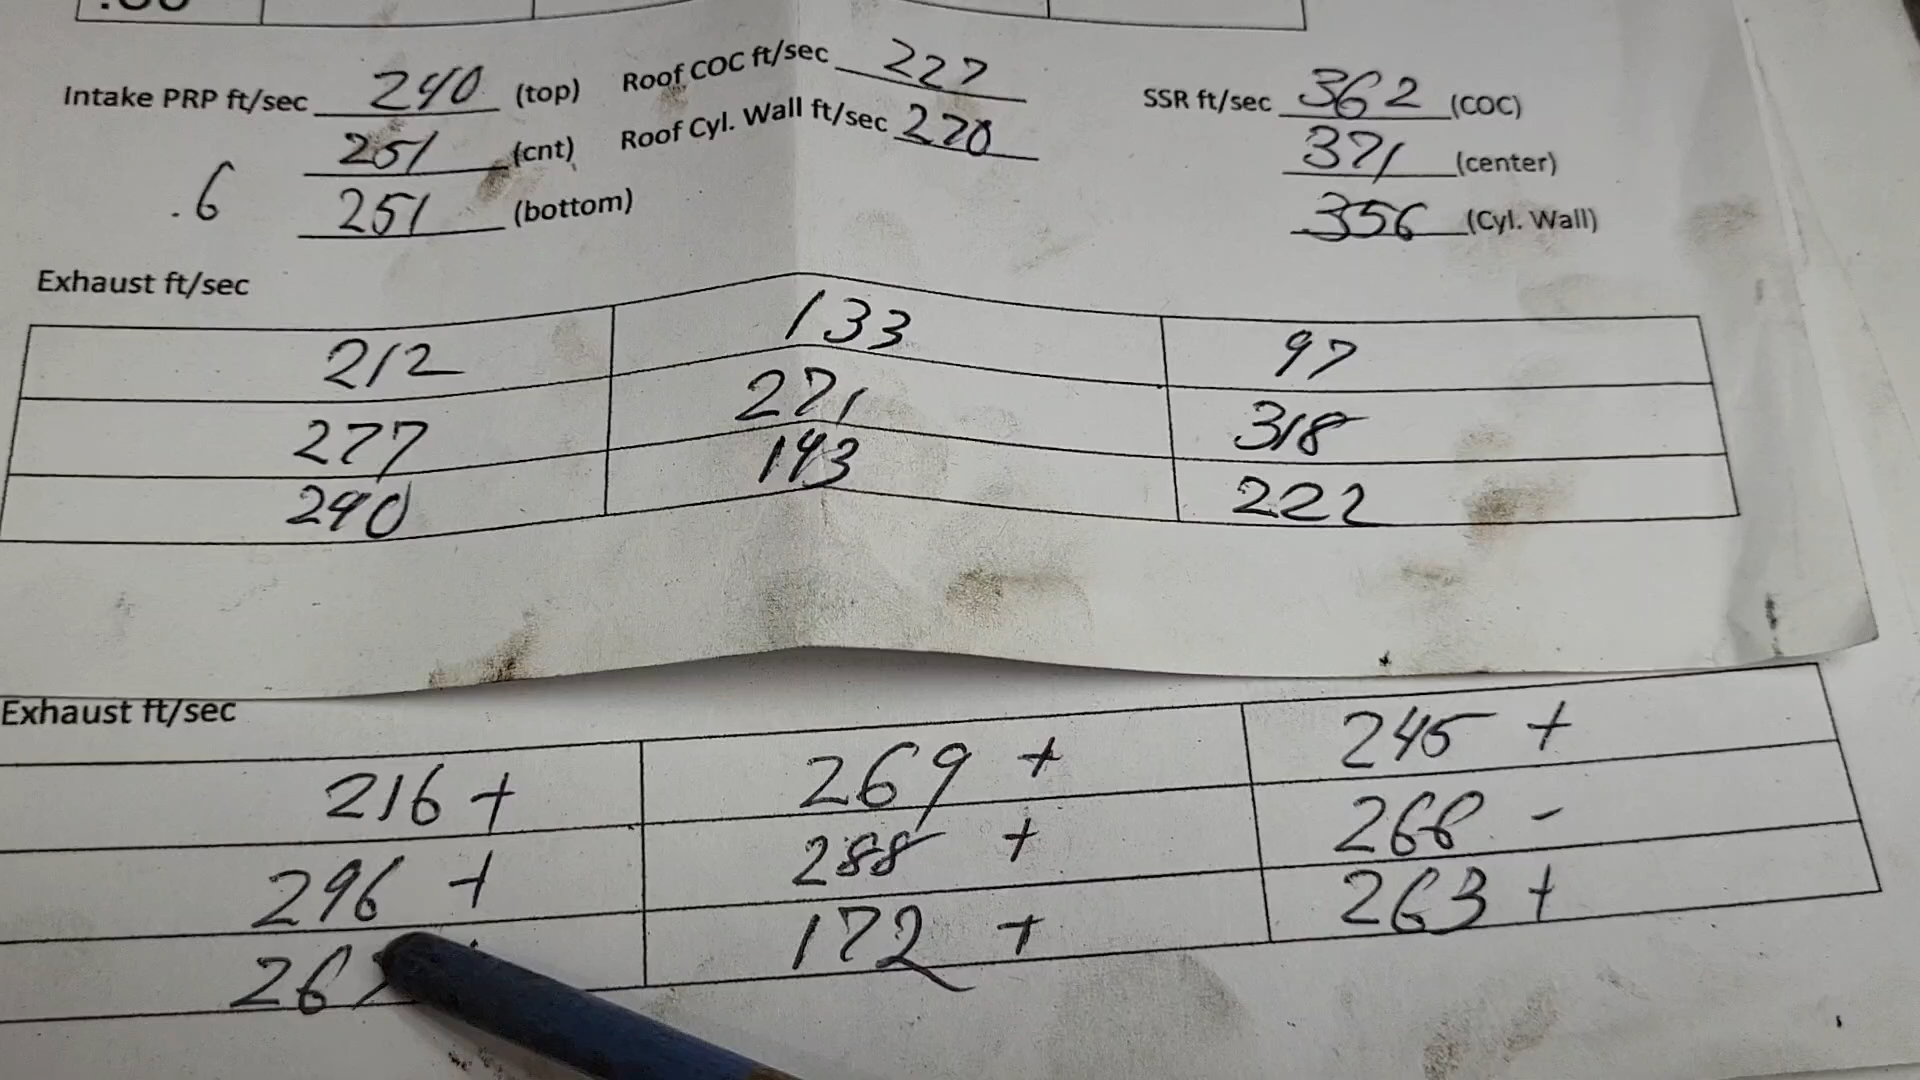 Intake PRP ft/sec 240 (top) Roof COC ft/sec 227 SSR ft/sec 362 (COC)
251 (cnt) Roof Cyl. Wall ft/sec 220 371 (center)
.6 251 (bottom) 356 (Cyl. Wall)
Exhaust ft/sec
212 133 97
277 271 318
240 143 222
Exhaust ft/sec
216 + 269 + 245 +
296 + 288 + 268 -
172 + 263 +